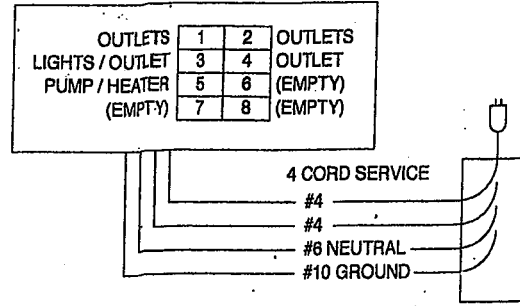 OUTLETS 1 2 OUTLETS
LIGHTS / OUTLET 3 4 OUTLET
PUMP / HEATER 5 6 (EMPTY)
(EMPTY) 7 8 (EMPTY)
4 CORD SERVICE
#4
#4
#6 NEUTRAL
#10 GROUND